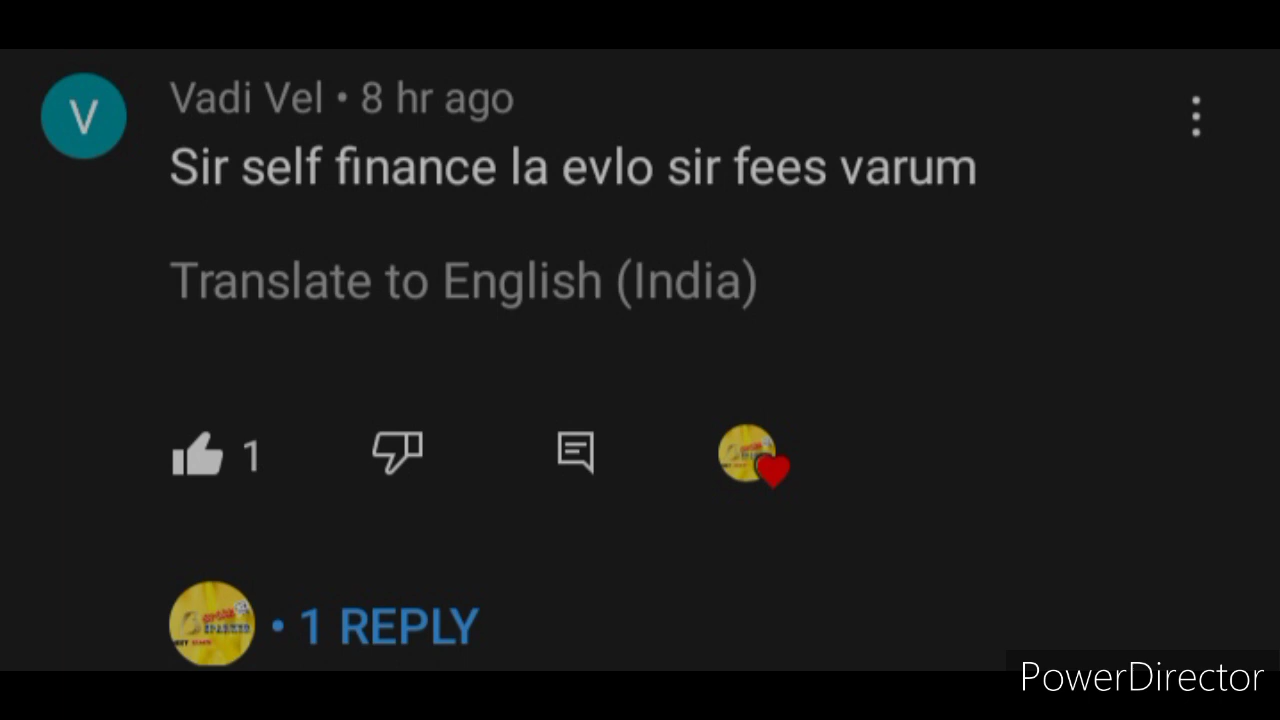 V
Vadi Vel • 8 hr ago
Sir self finance la evlo sir fees varum
Translate to English (India)
1
• 1 REPLY
PowerDirector